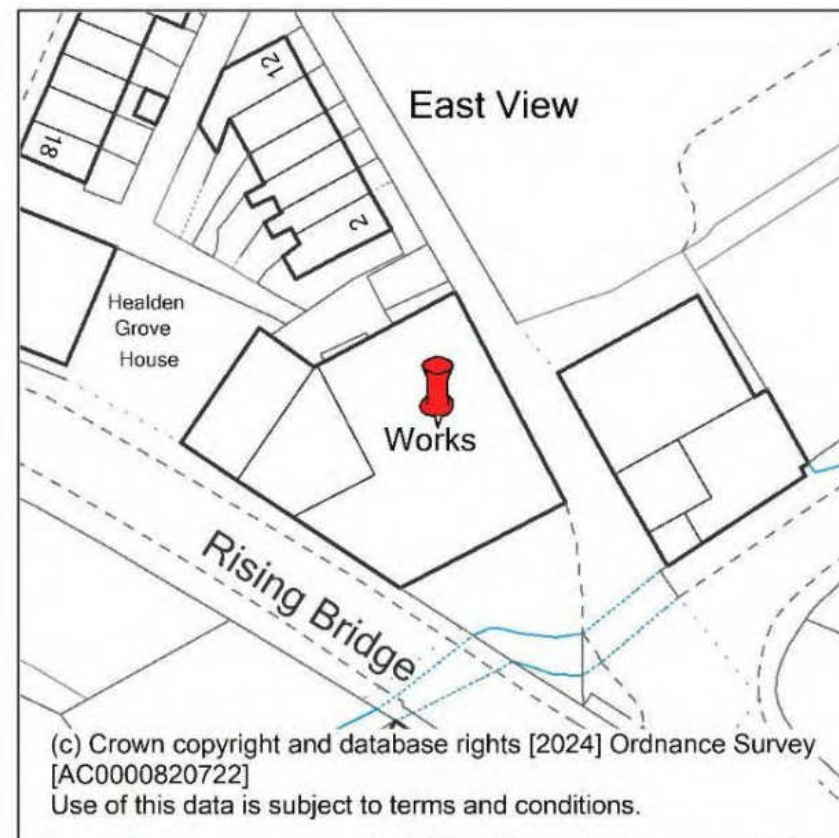 12
East View
18
2
Healden
Grove
House
Works
Rising Bridge
(c) Crown copyright and database rights [2024] Ordnance Survey
[AC0000820722]
Use of this data is subject to terms and conditions.